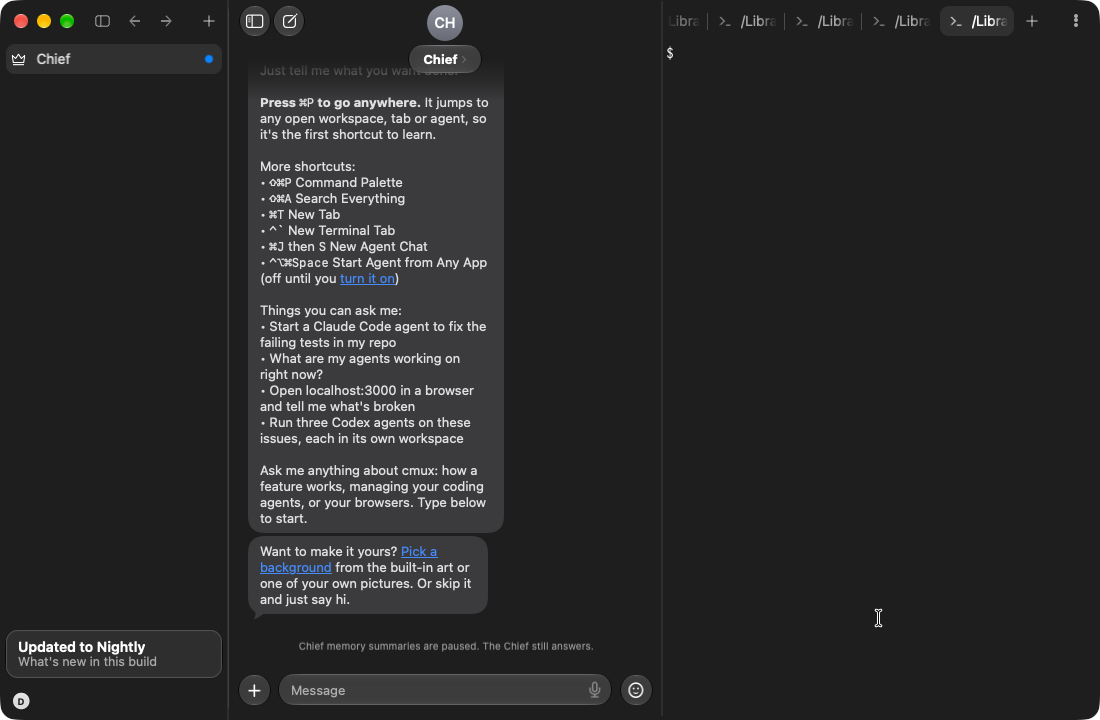 Chief
Updated to Nightly
What's new in this build
D
CH
Chief
Just tell me what you want done.
Press ⌘P to go anywhere. It jumps to
any open workspace, tab or agent, so
it's the first shortcut to learn.
More shortcuts:
• ⇧⌘P Command Palette
• ⇧⌘A Search Everything
• ⌘T New Tab
• ^` New Terminal Tab
• ⌘J then S New Agent Chat
• ^⌥⌘Space Start Agent from Any App
(off until you turn it on)
Things you can ask me:
• Start a Claude Code agent to fix the
failing tests in my repo
• What are my agents working on
right now?
• Open localhost:3000 in a browser
and tell me what's broken
• Run three Codex agents on these
issues, each in its own workspace
Ask me anything about cmux: how a
feature works, managing your coding
agents, or your browsers. Type below
to start.
Want to make it yours? Pick a
background from the built-in art or
one of your own pictures. Or skip it
and just say hi.
Chief memory summaries are paused. The Chief still answers.
Message
Libra >_ /Libra >_ /Libra >_ /Libra >_ /Libra
$